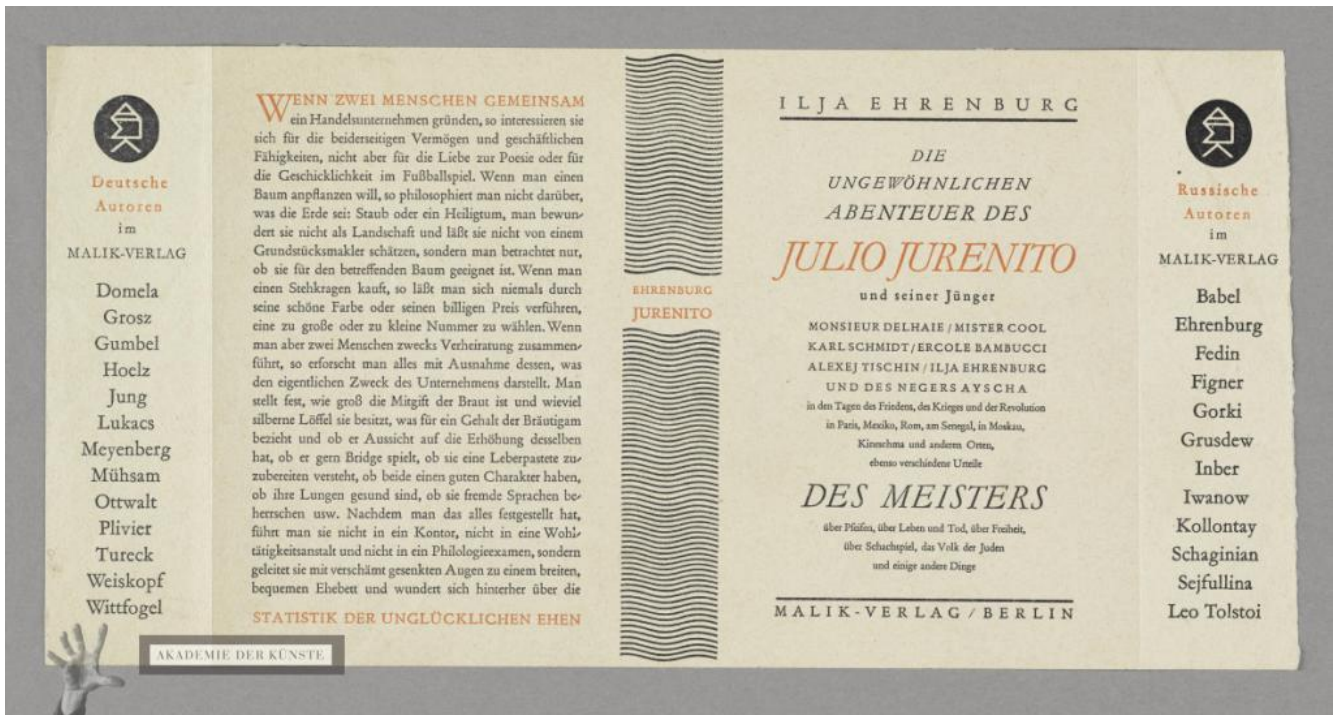 Deutsche
Autoren
im
MALIK-VERLAG
Domela
Grosz
Gumbel
Hoelz
Jung
Lukacs
Meyenberg
Mühsam
Ottwalt
Plivier
Tureck
Weiskopf
Wittfogel
WENN ZWEI MENSCHEN GEMEINSAM
ein Handelsunternehmen gründen, so interessieren sie
sich für die beiderseitigen Vermögen und geschäftlichen
Fähigkeiten, nicht aber für die Liebe zur Poesie oder für
die Geschicklichkeit im Fußballspiel. Wenn man einen
Baum anpflanzen will, so philosophiert man nicht darüber,
was die Erde sei: Staub oder ein Heiligtum, man bewun-
dert sie nicht als Landschaft und läßt sie nicht von einem
Grundstücksmakler schätzen, sondern man betrachtet nur,
ob sie für den betreffenden Baum geeignet ist. Wenn man
einen Stehkragen kauft, so läßt man sich niemals durch
seine schöne Farbe oder seinen billigen Preis verführen,
eine zu große oder zu kleine Nummer zu wählen. Wenn
man aber zwei Menschen zwecks Verheiratung zusammen-
führt, so erforscht man alles mit Ausnahme dessen, was
den eigentlichen Zweck des Unternehmens darstellt. Man
stellt fest, wie groß die Mitgift der Braut ist und wieviel
silberne Löffel sie besitzt, was für ein Gehalt der Bräutigam
bezieht und ob er Aussicht auf die Erhöhung desselben
hat, ob er gern Bridge spielt, ob sie eine Leberpastete zu-
zubereiten versteht, ob beide einen guten Charakter haben,
ob ihre Lungen gesund sind, ob sie fremde Sprachen be-
herrschen usw. Nachdem man das alles festgestellt hat,
führt man sie nicht in ein Kontor, nicht in eine Wohl-
tätigkeitsanstalt und nicht in ein Philologieexamen, sondern
geleitet sie mit verschämt gesenkten Augen zu einem breiten,
bequemen Ehebett und wundert sich hinterher über die
STATISTIK DER UNGLÜCKLICHEN EHEN
EHRENBURG
JURENITO
ILJA EHRENBURG
DIE
UNGEWÖHNLICHEN
ABENTEUER DES
JULIO JURENITO
und seiner Jünger
MONSIEUR DELHAIE / MISTER COOL
KARL SCHMIDT / ERCOLE BAMBUCCI
ALEXEJ TISCHIN / ILJA EHRENBURG
UND DES NEGERS AYSCHA
in den Tagen des Friedens, des Krieges und der Revolution
in Paris, Mexiko, Rom, am Senegal, in Moskau,
Kineschma und anderen Orten,
ebenso verschiedene Urteile
DES MEISTERS
über Pfeifen, über Leben und Tod, über Freiheit,
über Schachspiel, das Volk der Juden
und einige andere Dinge
MALIK-VERLAG / BERLIN
Russische
Autoren
im
MALIK-VERLAG
Babel
Ehrenburg
Fedin
Figner
Gorki
Grusdew
Inber
Iwanow
Kollontay
Schaginian
Sejfullina
Leo Tolstoi
AKADEMIE DER KÜNSTE